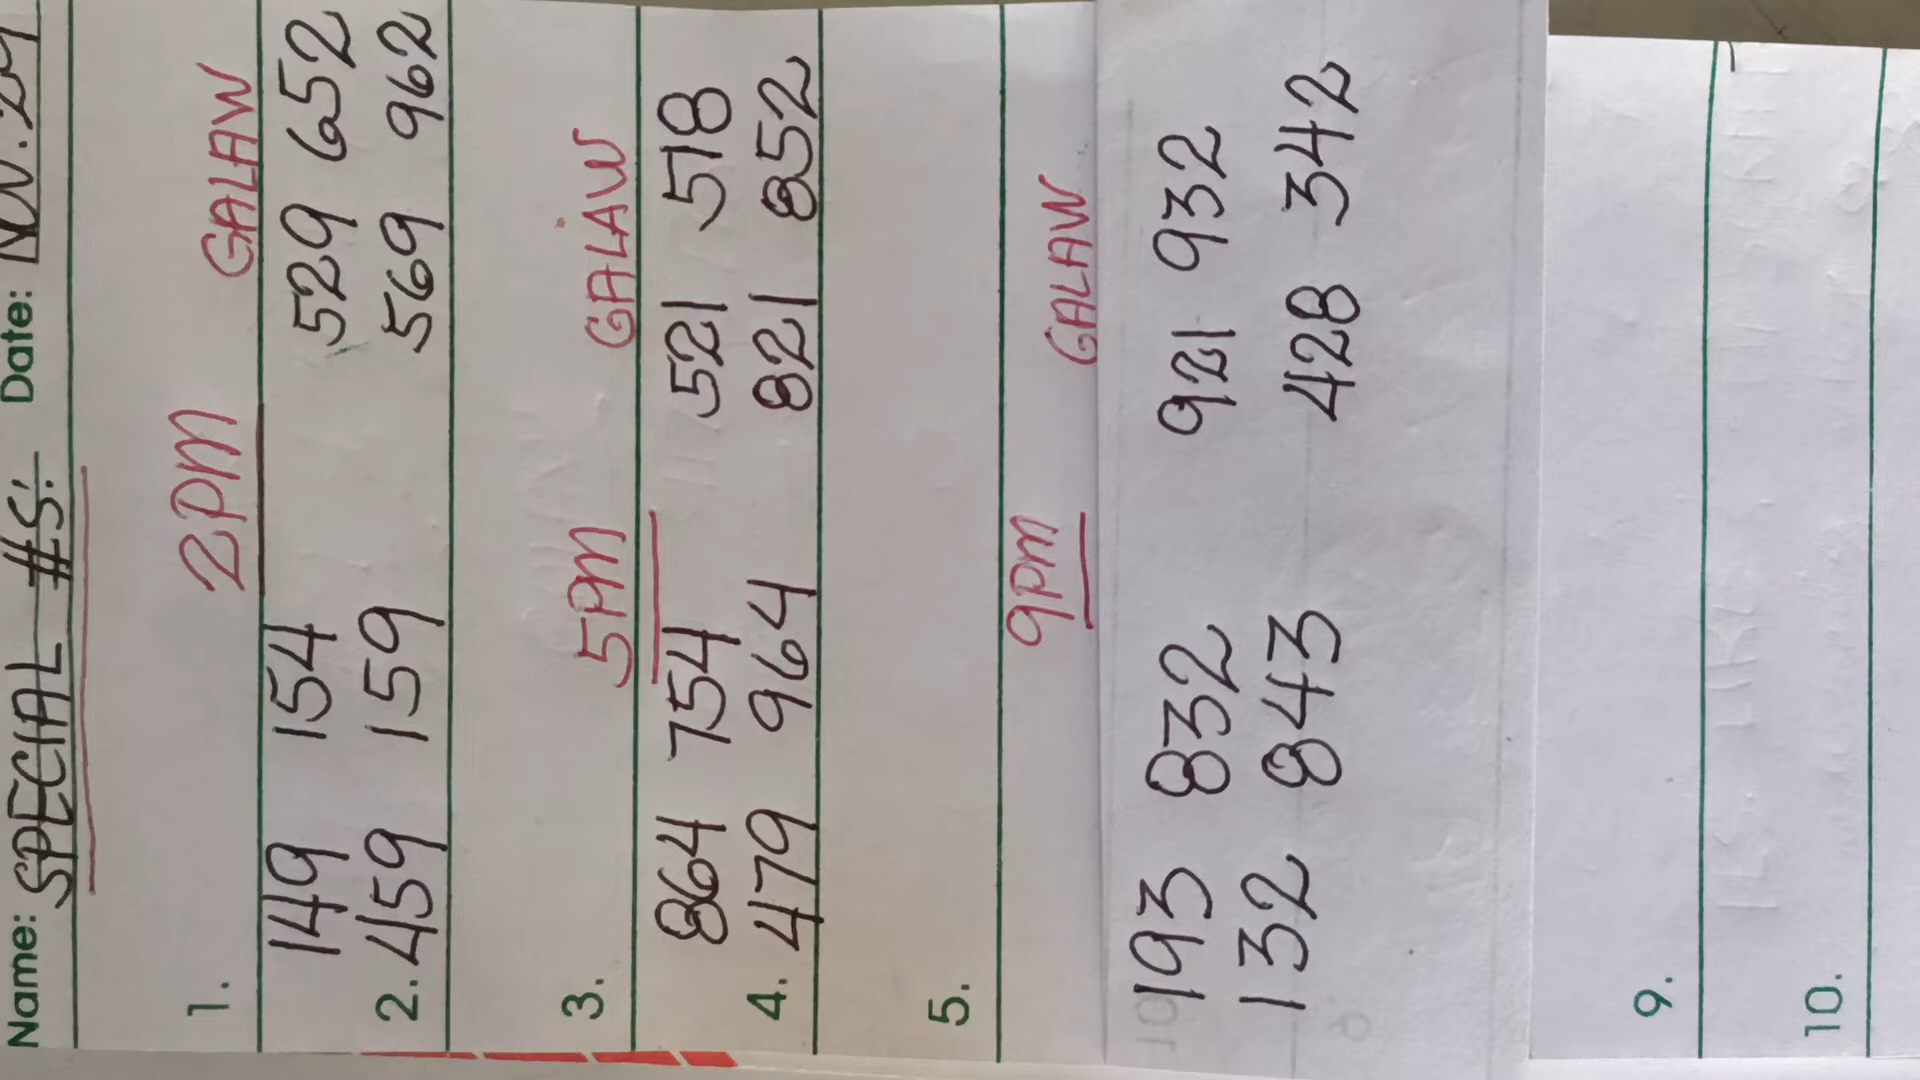 Name: SPECIAL #S: Date: NOV. 29
1. 2PM GALAW
149 154 529 652
2. 459 159 569 962
3. 5PM GALAW
864 754 521 518
4. 479 964 821 852
5. 9PM GALAW
193 832 921 932
132 843 428 342
9.
10.